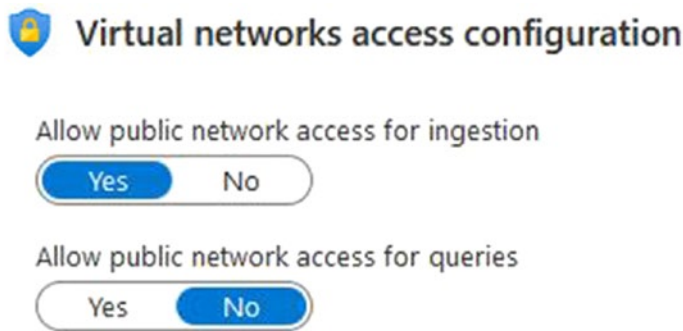 Virtual networks access configuration
Allow public network access for ingestion
Yes No
Allow public network access for queries
Yes No